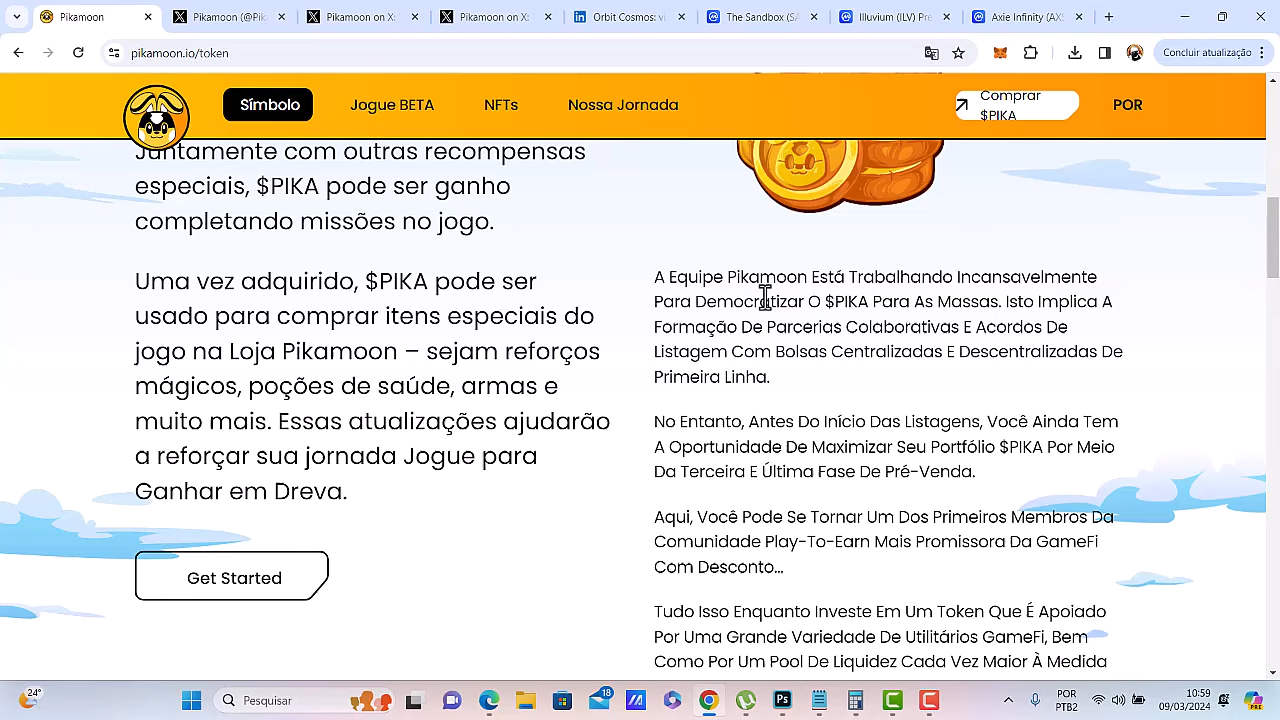 Pikamoon
Pikamoon (@Pik
Pikamoon on X:
Pikamoon on X:
Orbit Cosmos: vi
The Sandbox (SA
Illuvium (ILV) Pre
Axie Infinity (AXS
pikamoon.io/token
Concluir atualização
Símbolo
Jogue BETA
NFTs
Nossa Jornada
Comprar
$PIKA
POR
Juntamente com outras recompensas
especiais, $PIKA pode ser ganho
completando missões no jogo.
Uma vez adquirido, $PIKA pode ser
usado para comprar itens especiais do
jogo na Loja Pikamoon – sejam reforços
mágicos, poções de saúde, armas e
muito mais. Essas atualizações ajudarão
a reforçar sua jornada Jogue para
Ganhar em Dreva.
Get Started
A Equipe Pikamoon Está Trabalhando Incansavelmente
Para Democratizar O $PIKA Para As Massas. Isto Implica A
Formação De Parcerias Colaborativas E Acordos De
Listagem Com Bolsas Centralizadas E Descentralizadas De
Primeira Linha.
No Entanto, Antes Do Início Das Listagens, Você Ainda Tem
A Oportunidade De Maximizar Seu Portfólio $PIKA Por Meio
Da Terceira E Última Fase De Pré-Venda.
Aqui, Você Pode Se Tornar Um Dos Primeiros Membros Da
Comunidade Play-To-Earn Mais Promissora Da GameFi
Com Desconto...
Tudo Isso Enquanto Investe Em Um Token Que É Apoiado
Por Uma Grande Variedade De Utilitários GameFi, Bem
Como Por Um Pool De Liquidez Cada Vez Maior À Medida
24°
Pesquisar
18
Ps
POR
PTB2
10:59
09/03/2024
PRE